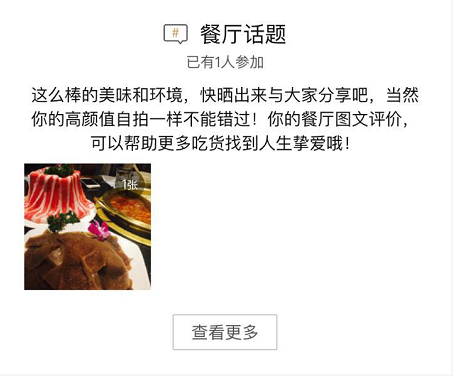 # 餐厅话题
已有1人参加
这么棒的美味和环境，快晒出来与大家分享吧，当然
你的高颜值自拍一样不能错过！你的餐厅图文评价，
可以帮助更多吃货找到人生挚爱哦！
1张
查看更多